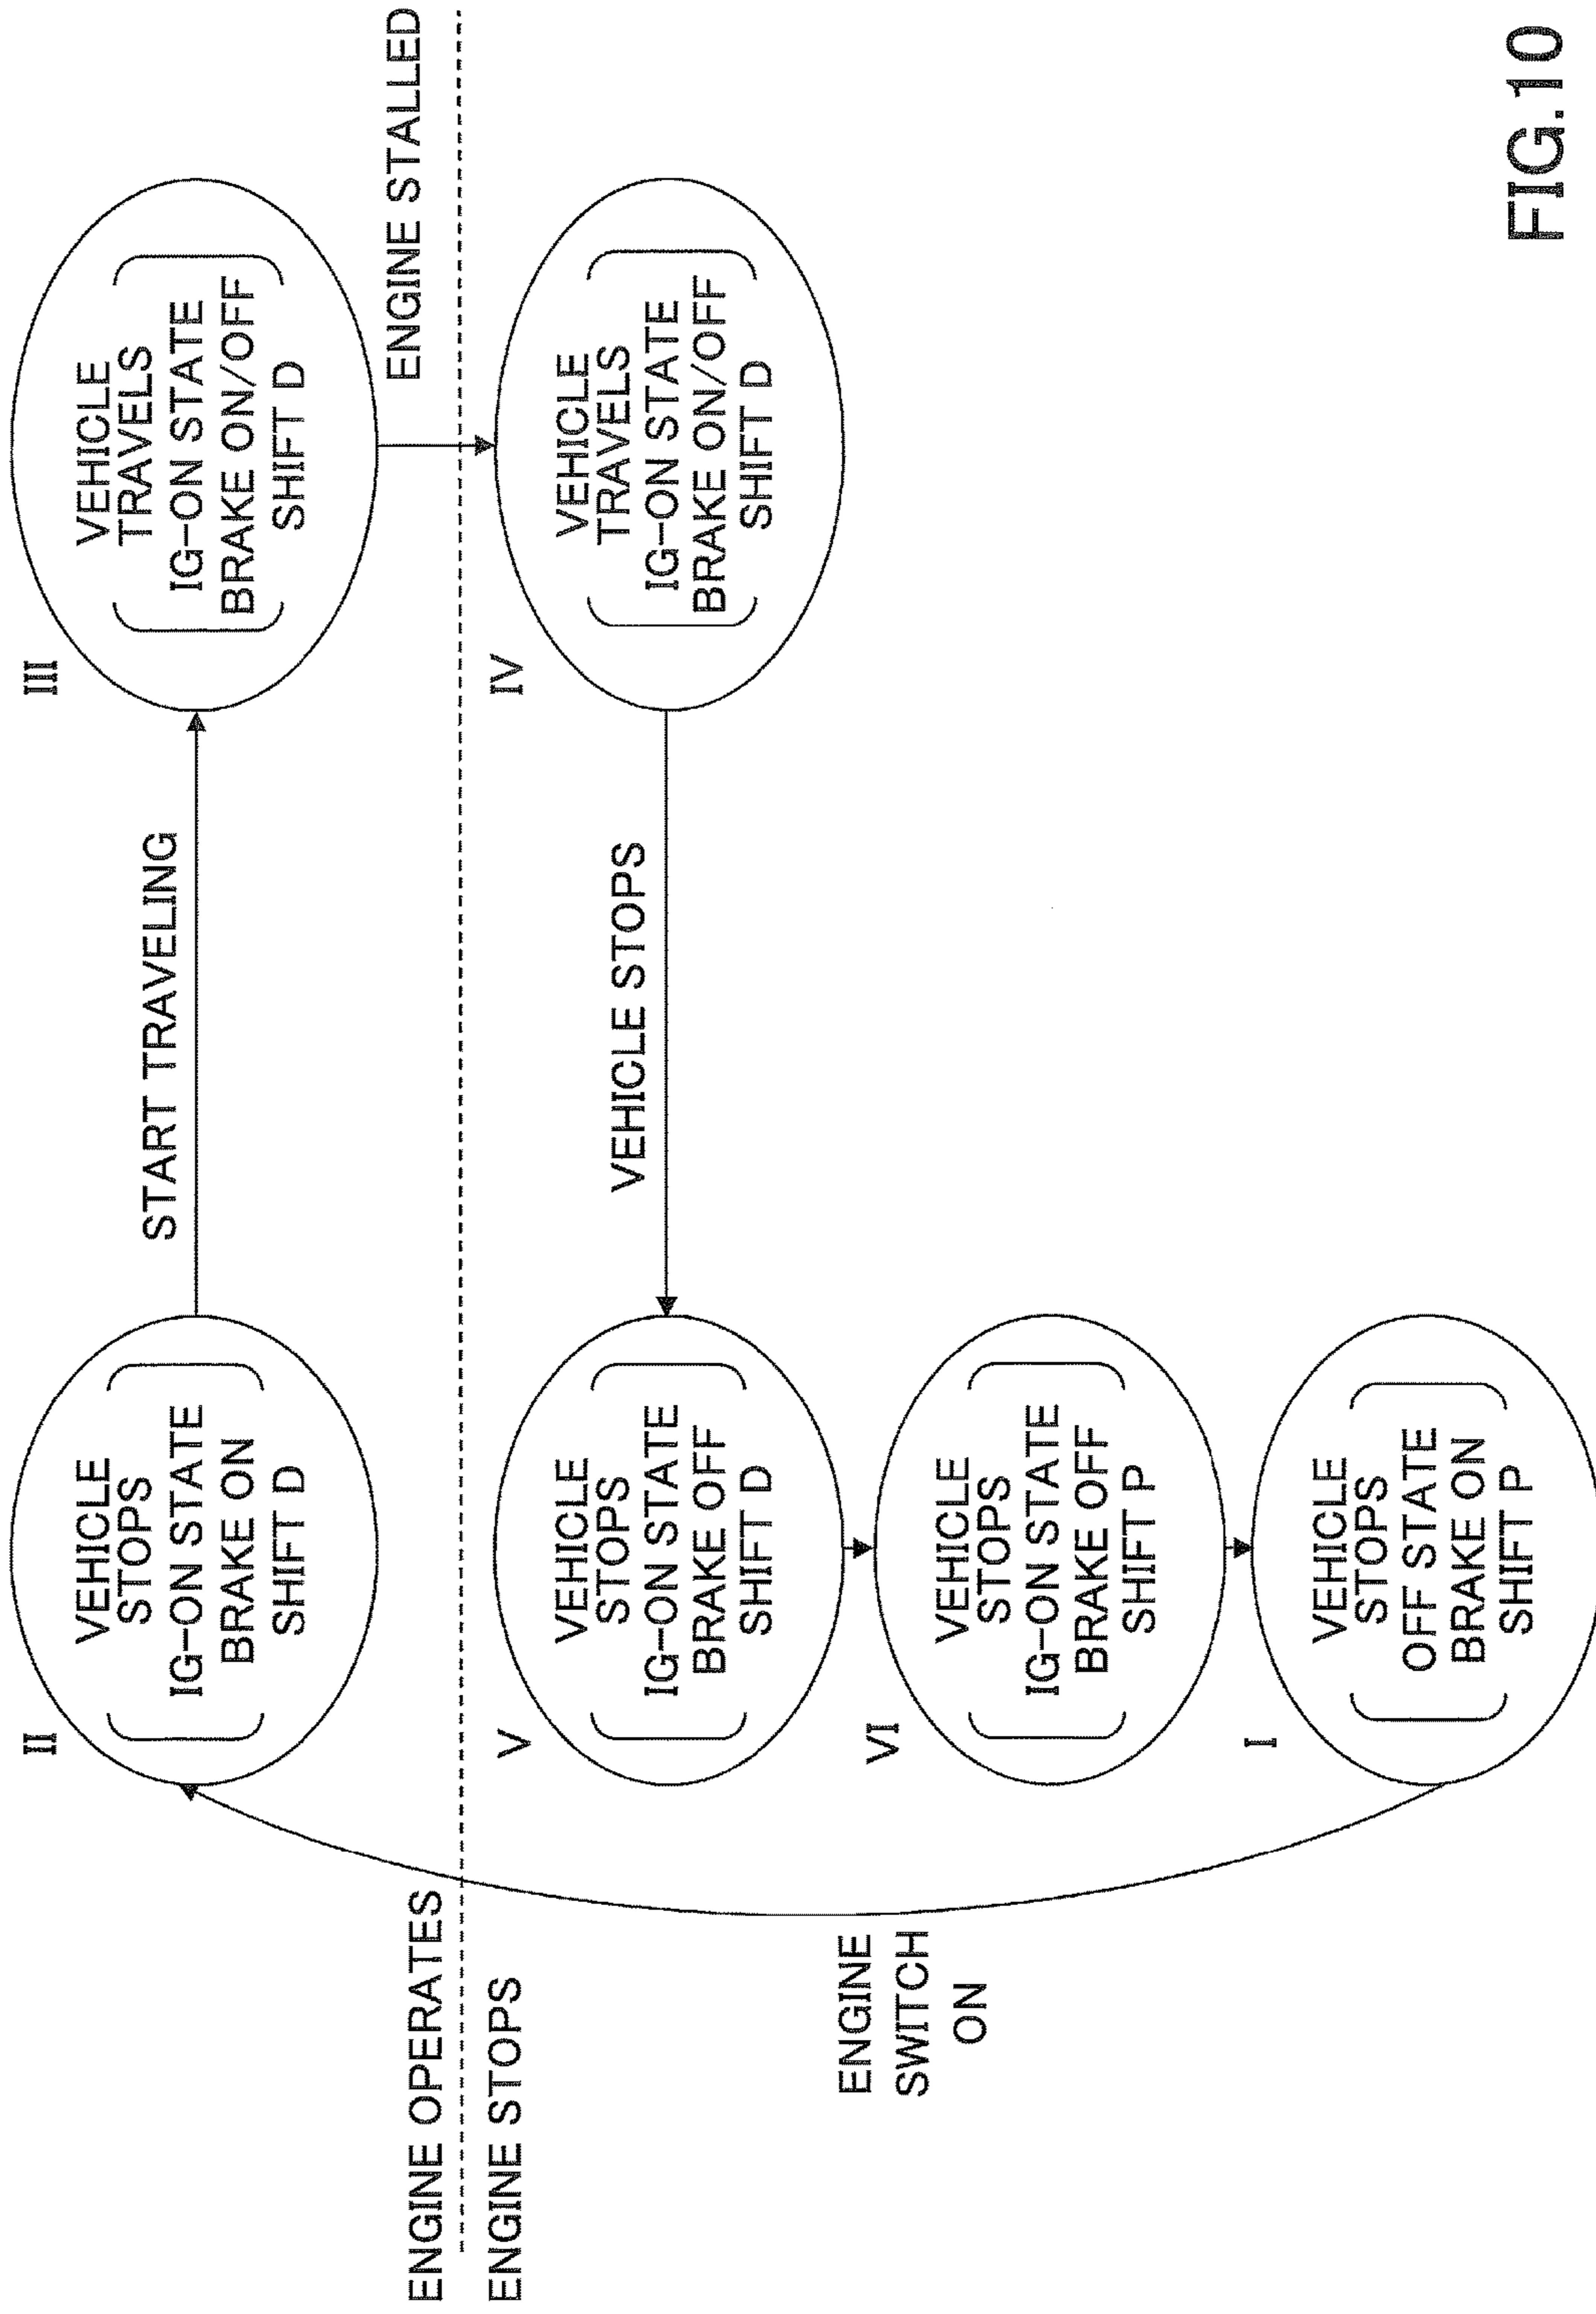 II
VEHICLE
STOPS
IG-ON STATE
BRAKE ON
SHIFT D
START TRAVELING
III
VEHICLE
TRAVELS
IG-ON STATE
BRAKE ON/OFF
SHIFT D
ENGINE OPERATES
ENGINE STOPS
ENGINE STALLED
V
VEHICLE
STOPS
IG-ON STATE
BRAKE OFF
SHIFT D
VEHICLE STOPS
IV
VEHICLE
TRAVELS
IG-ON STATE
BRAKE ON/OFF
SHIFT D
ENGINE
SWITCH
ON
VI
VEHICLE
STOPS
IG-ON STATE
BRAKE OFF
SHIFT P
I
VEHICLE
STOPS
OFF STATE
BRAKE ON
SHIFT P
FIG.10